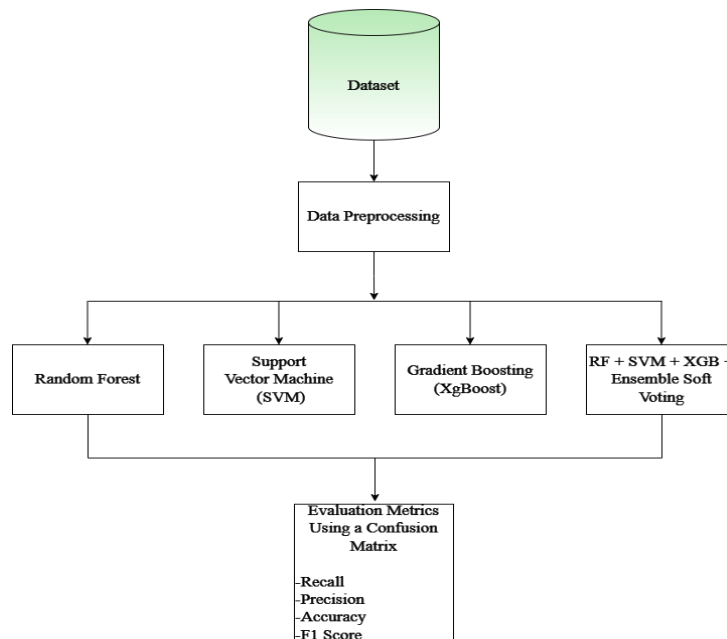 Dataset
Data Preprocessing
Random Forest
Support
Vector Machine
(SVM)
Gradient Boosting
(XgBoost)
RF + SVM + XGB +
Ensemble Soft
Voting
Evaluation Metrics
Using a Confusion
Matrix
-Recall
-Precision
-Accuracy
-F1 Score